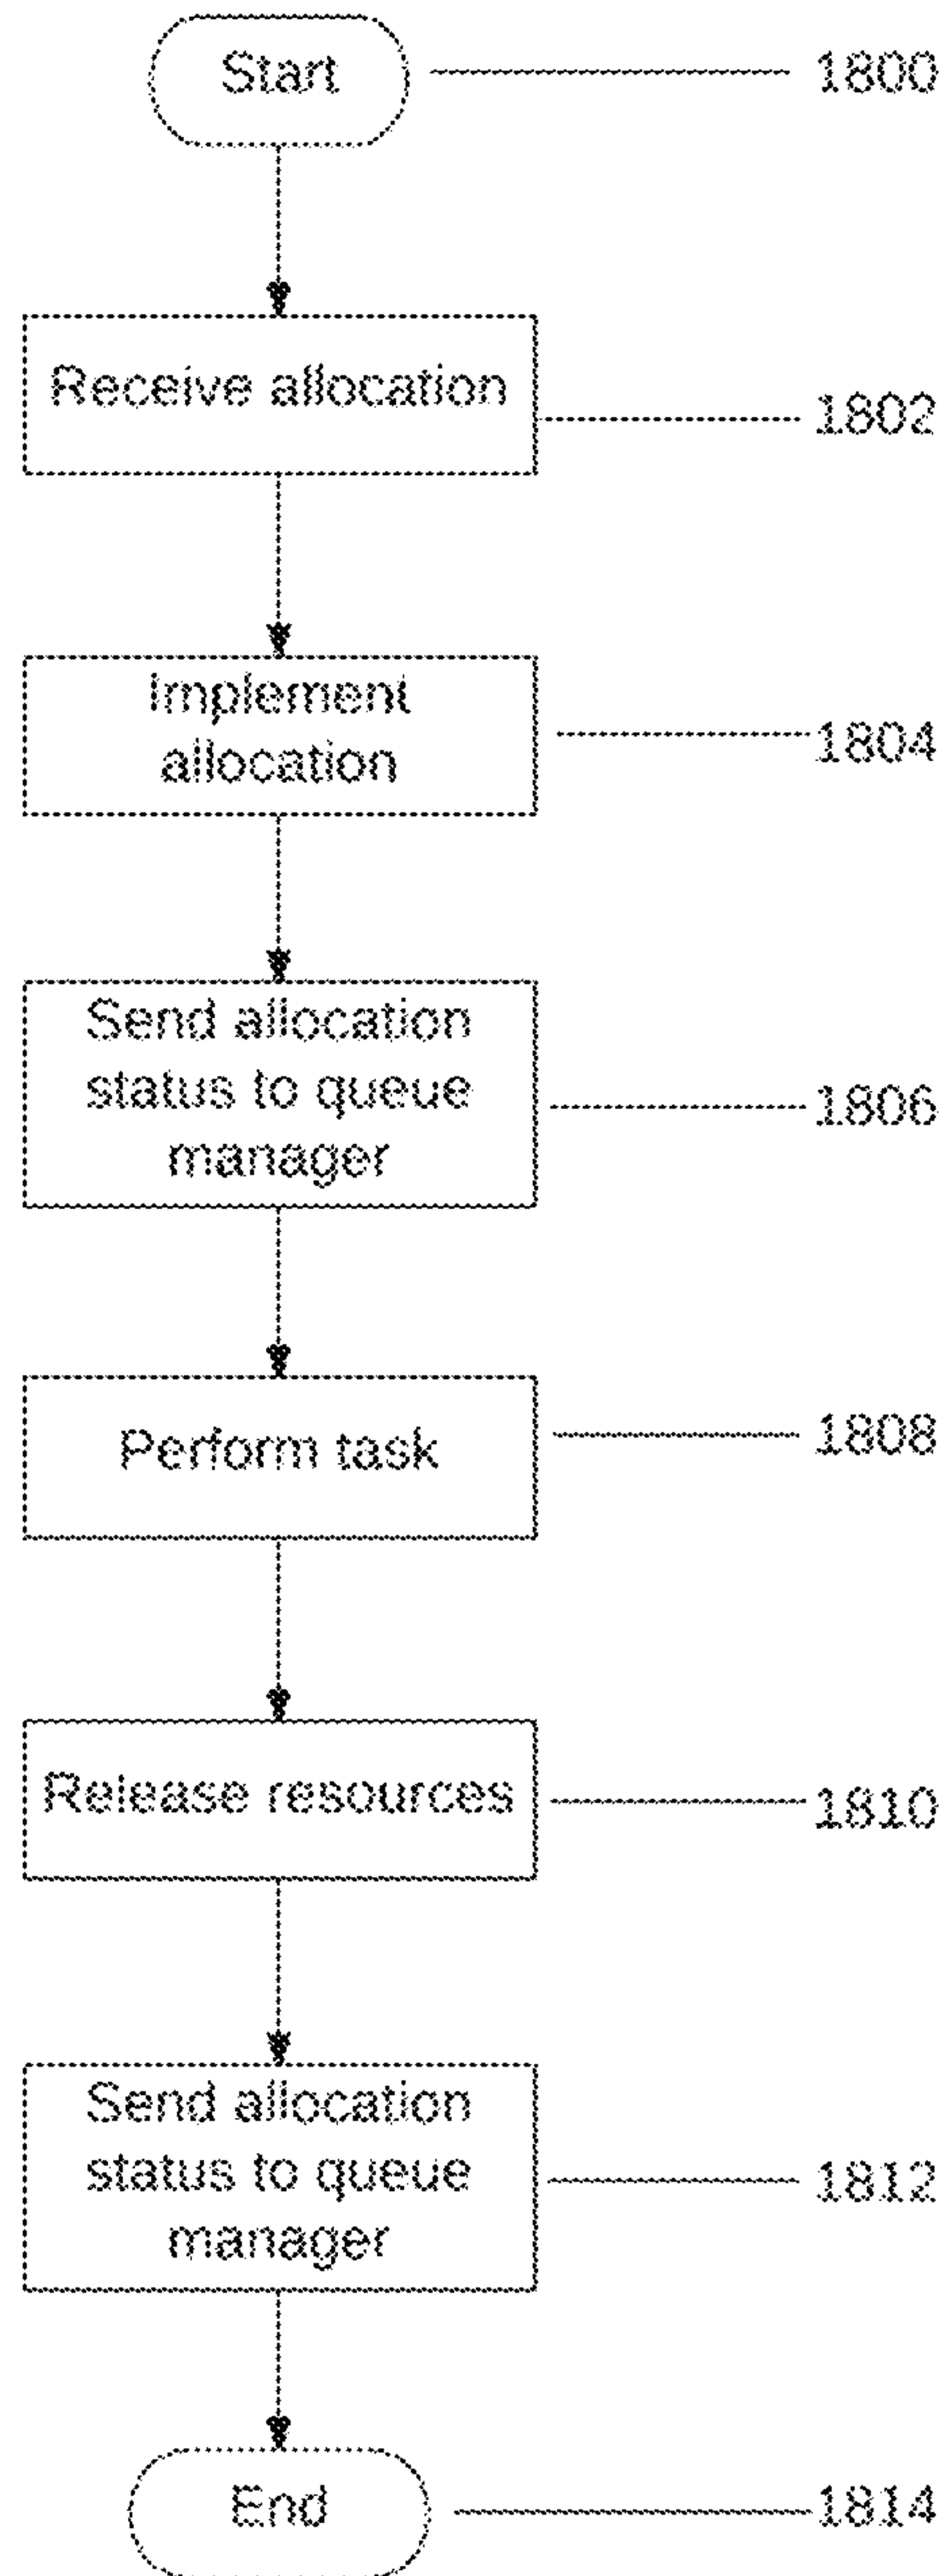 Start
1800
Receive allocation
1802
Implement
allocation
1804
Send allocation
status to queue
manager
1806
Perform task
1808
Release resources
1810
Send allocation
status to queue
manager
1812
End
1814